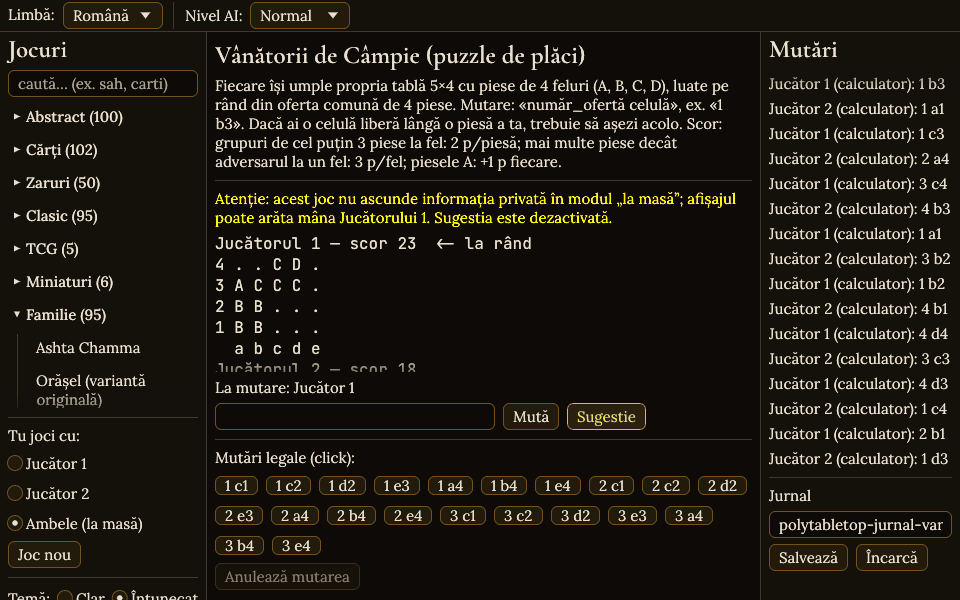 Limbă: Română ▼ Nivel AI: Normal ▼
Jocuri
caută... (ex. sah, carti)
▸ Abstract (100)
▸ Cărți (102)
▸ Zaruri (50)
▸ Clasic (95)
▸ TCG (5)
▸ Miniaturi (6)
▾ Familie (95)
Ashta Chamma
Orășel (variantă
originală)
Tu joci cu:
Jucător 1
Jucător 2
Ambele (la masă)
Joc nou
Temă: Clar Întunecat
Vânătorii de Câmpie (puzzle de plăci)
Fiecare își umple propria tablă 5×4 cu piese de 4 feluri (A, B, C, D), luate pe
rând din oferta comună de 4 piese. Mutare: «număr_ofertă celulă», ex. «1
b3». Dacă ai o celulă liberă lângă o piesă a ta, trebuie să așezi acolo. Scor:
grupuri de cel puțin 3 piese la fel: 2 p/piesă; mai multe piese decât
adversarul la un fel: 3 p/fel; piesele A: +1 p fiecare.
Atenție: acest joc nu ascunde informația privată în modul „la masă”; afișajul
poate arăta mâna Jucătorului 1. Sugestia este dezactivată.
Jucătorul 1 — scor 23 ← la rând
4 . . C D .
3 A C C C .
2 B B . . .
1 B B . . .
a b c d e
Jucătorul 2 — scor 18
La mutare: Jucător 1
Mută Sugestie
Mutări legale (click):
1 c1 1 c2 1 d2 1 e3 1 a4 1 b4 1 e4 2 c1 2 c2 2 d2
2 e3 2 a4 2 b4 2 e4 3 c1 3 c2 3 d2 3 e3 3 a4
3 b4 3 e4
Anulează mutarea
Mutări
Jucător 1 (calculator): 1 b3
Jucător 2 (calculator): 1 a1
Jucător 1 (calculator): 1 c3
Jucător 2 (calculator): 2 a4
Jucător 1 (calculator): 3 c4
Jucător 2 (calculator): 4 b3
Jucător 1 (calculator): 1 a1
Jucător 2 (calculator): 3 b2
Jucător 1 (calculator): 1 b2
Jucător 2 (calculator): 4 b1
Jucător 1 (calculator): 4 d4
Jucător 2 (calculator): 3 c3
Jucător 1 (calculator): 4 d3
Jucător 2 (calculator): 1 c4
Jucător 1 (calculator): 2 b1
Jucător 2 (calculator): 1 d3
Jurnal
polytabletop-jurnal-var
Salvează Încarcă